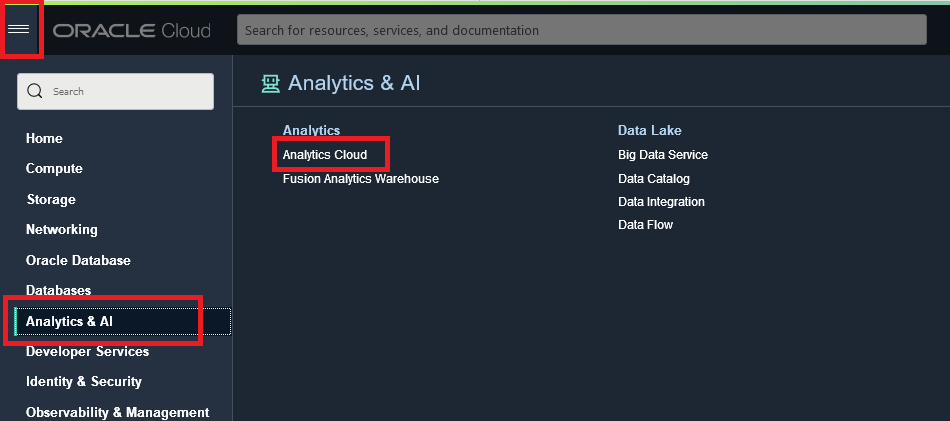 ORACLE Cloud
Search for resources, services, and documentation
Search
Home
Compute
Storage
Networking
Oracle Database
Databases
Analytics & AI
Developer Services
Identity & Security
Observability & Management
Analytics & AI
Analytics
Analytics Cloud
Fusion Analytics Warehouse
Data Lake
Big Data Service
Data Catalog
Data Integration
Data Flow